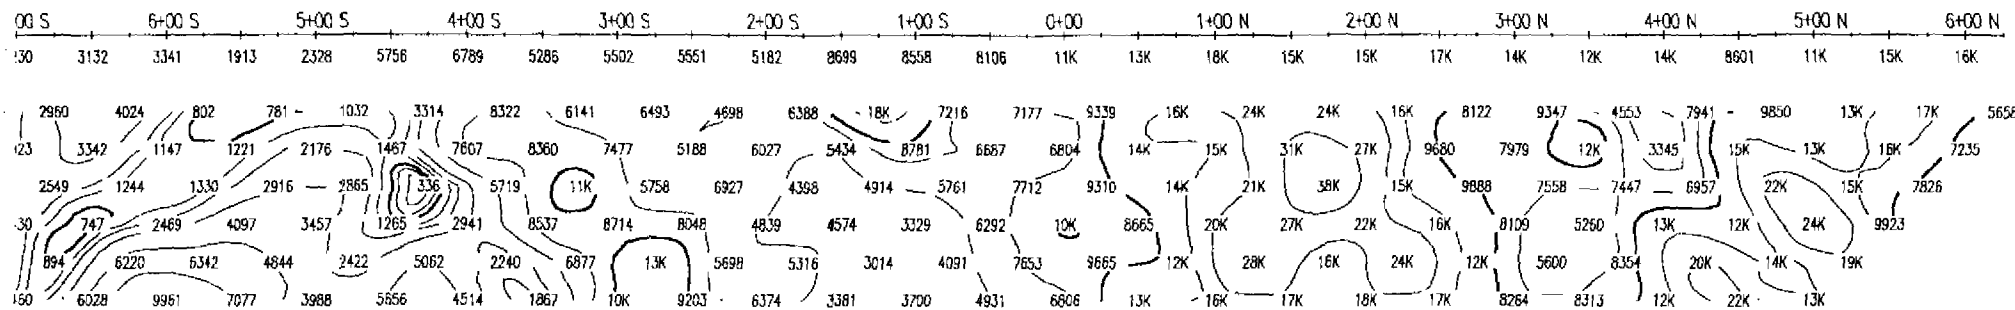 00 S 6+00 S 5+00 S 4+00 S 3+00 S 2+00 S 1+00 S 0+00 1+00 N 2+00 N 3+00 N 4+00 N 5+00 N 6+00 N
3132 3341 1913 2328 5756 6789 5286 5502 5551 5182 8699 8558 8106 11K 13K 18K 15K 15K 17K 14K 12K 14K 8601 11K 15K 16K
2960 4024 802 781 1032 3314 8322 6141 6493 4698 6388 18K 7216 7177 9339 16K 24K 24K 16K 8122 9347 4553 7941 9850 13K 17K 5658
23 3342 1147 1221 2176 1467 7607 8360 7477 5188 6027 5434 8781 6687 6804 14K 15K 31K 27K 9680 7979 12K 3345 15K 13K 16K 7235
2549 1244 1330 2916 2865 336 5719 11K 5758 6927 4398 4914 5761 7712 9310 14K 21K 38K 15K 9888 7558 7447 6957 22K 15K 7826
30 747 2469 4097 3457 1265 2941 8537 8714 8048 4839 4574 3329 6292 10K 8665 20K 27K 22K 16K 8109 5260 13K 12K 24K 9923
894 6220 6342 4844 2422 5062 2240 6877 13K 5698 5316 3014 4091 7653 9665 12K 28K 16K 24K 12K 5600 8354 20K 14K 19K
6028 9961 7077 3988 5656 4514 1867 10K 9203 6374 3381 3700 4931 6606 13K 16K 17K 18K 17K 8264 8313 12K 22K 13K